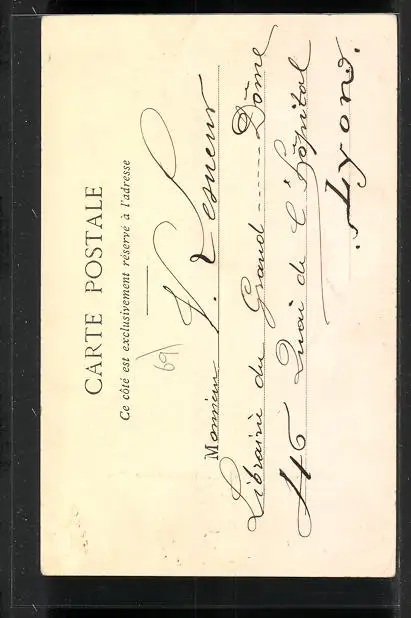 CARTE POSTALE
Ce côté est exclusivement réservé à l'adresse
69
Monsieur V. Lesueur
Librairie du Grand ---- Dôme
46 Quai de l'Hôpital
Lyon.